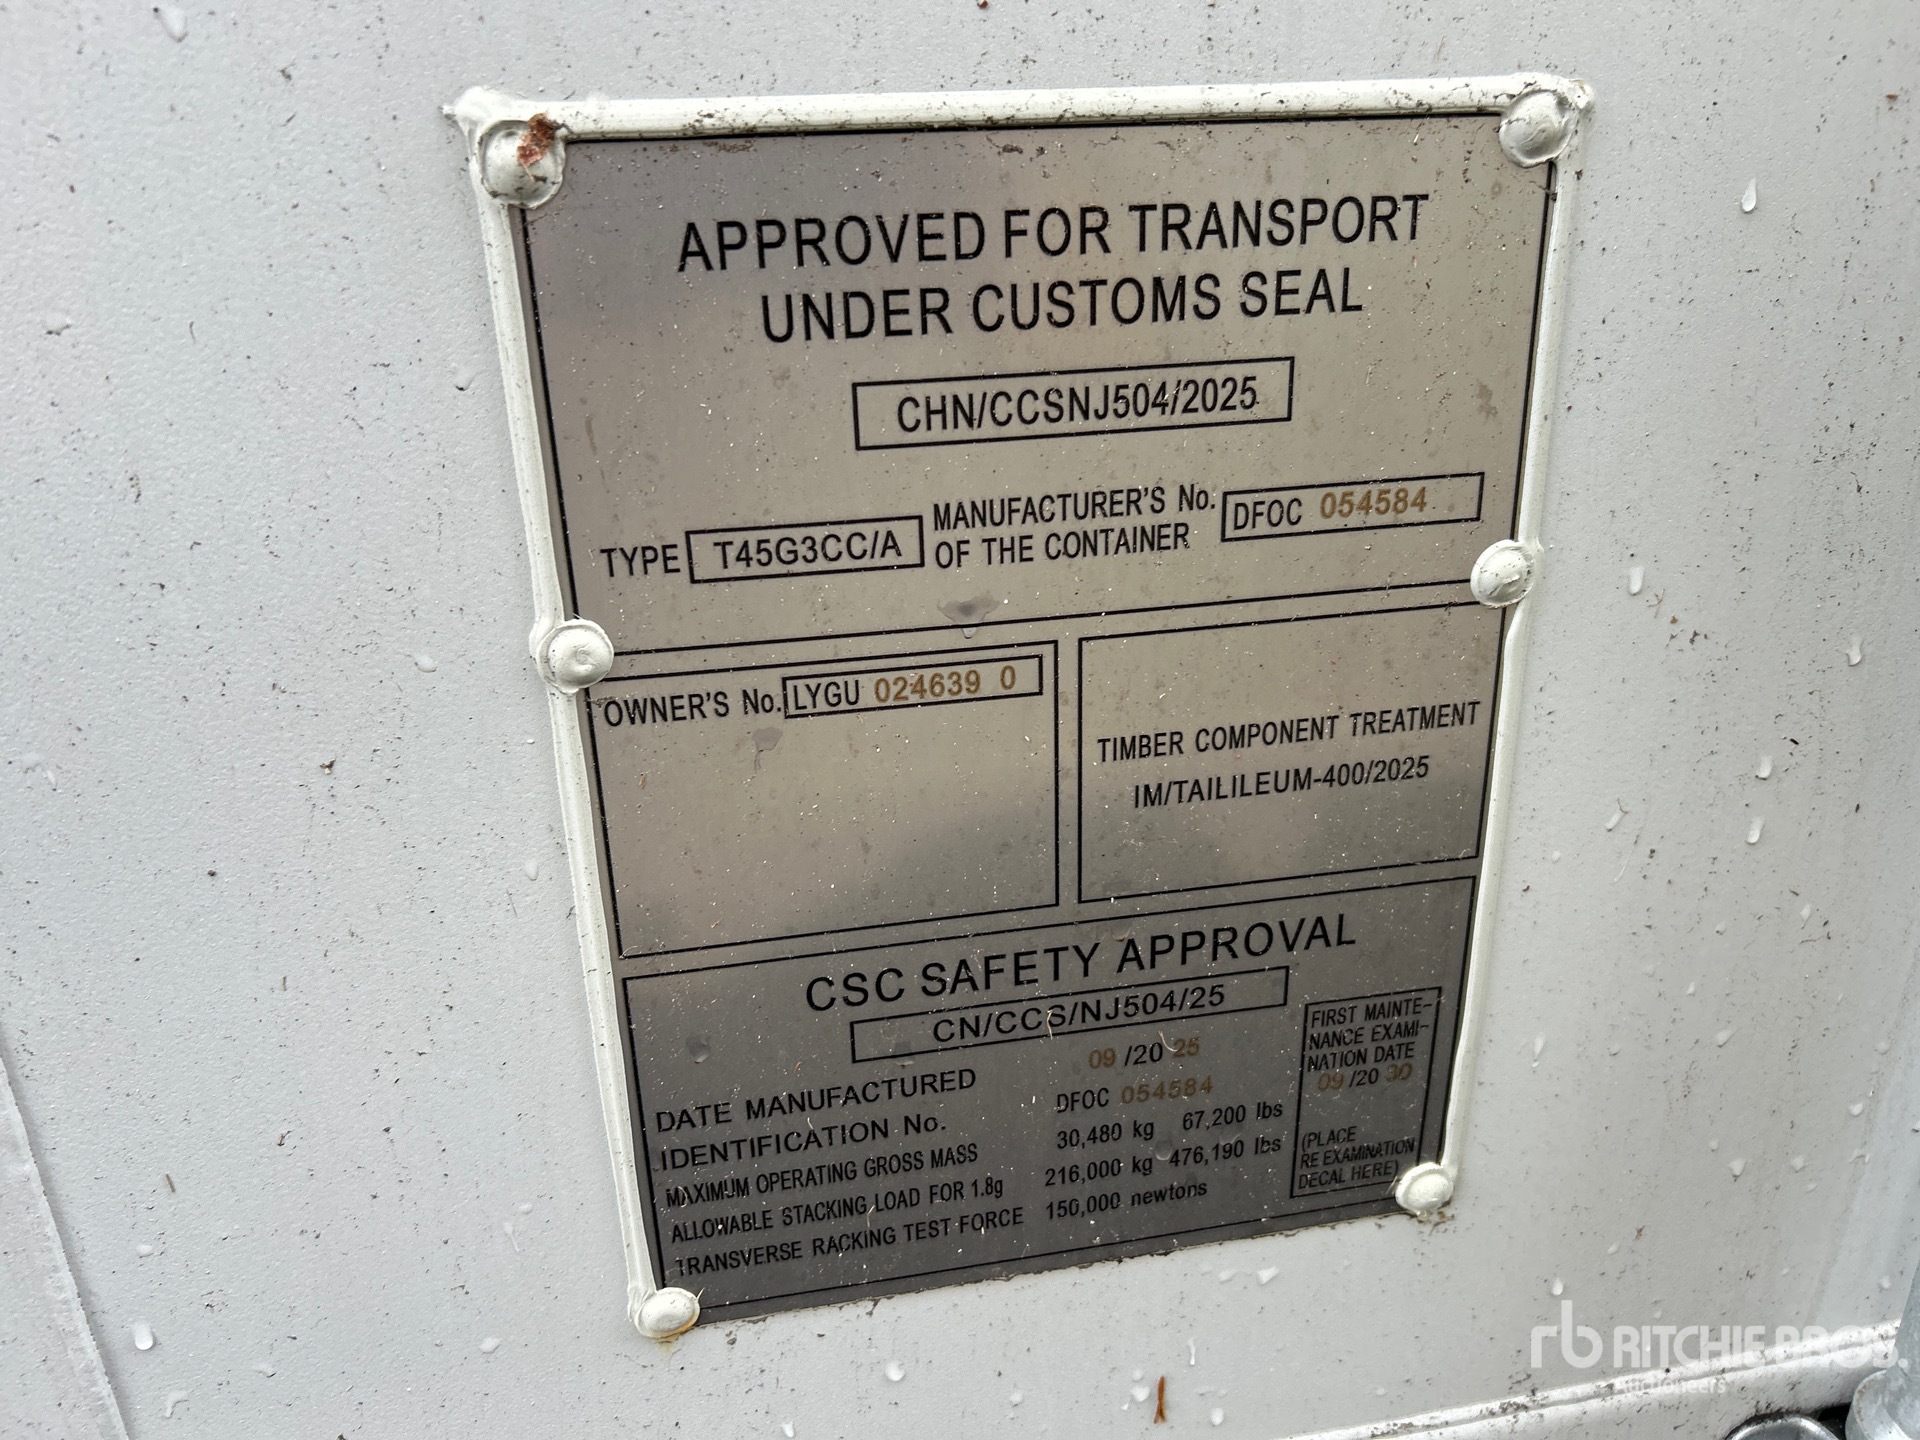 APPROVED FOR TRANSPORT
UNDER CUSTOMS SEAL
CHN/CCSNJ504/2025
TYPE T45G3CC/A MANUFACTURER'S No. OF THE CONTAINER DFOC 054584
OWNER'S No. LYGU 024639 0
TIMBER COMPONENT TREATMENT
IM/TAILILEUM-400/2025
CSC SAFETY APPROVAL
CN/CCS/NJ504/25
DATE MANUFACTURED 09 /20 25
IDENTIFICATION No. DFOC 054584
MAXIMUM OPERATING GROSS MASS 30,480 kg 67,200 lbs
ALLOWABLE STACKING LOAD FOR 1.8g 216,000 kg 476,190 lbs
TRANSVERSE RACKING TEST FORCE 150,000 newtons
FIRST MAINTE-
NANCE EXAMI-
NATION DATE
09 /20 30
(PLACE
RE EXAMINATION
DECAL HERE)
rb RITCHIE BROS.
Auctioneers